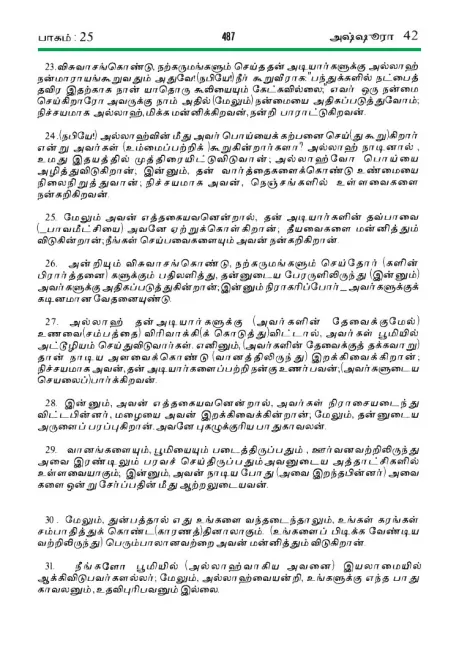 பாகம் : 25 487 அஷ்ஷூரா 42
23.விசுவாசங்கொண்டு, நற்கருமங்களும் செய்த தன் அடியார்களுக்கு அல்லாஹ்
நன்மாராயங்கூறுவதும் அதுவே! (நபியே!) நீர் கூறுவீராக: "பந்துக்களில் நட்பைத்
தவிர இதற்காக நான் யாதொரு கூலியையும் கேட்கவில்லை; எவர் ஒரு நன்மை
செய்கிறாரோ அவருக்கு நாம் அதில் (மேலும்) நன்மையை அதிகப்படுத்துவோம்;
நிச்சயமாக அல்லாஹ், மிக்க மன்னிக்கிறவன், நன்றி பாராட்டுகிறவன்.
24.(நபியே!) அல்லாஹ்வின் மீது அவர் பொய்யைக் கற்பனை செய்(து கூறு)கிறார்
என்று அவர்கள் (உம்மைப்பற்றிக்) கூறுகின்றார்களா? அல்லாஹ் நாடினால் ,
உமது இதயத்தில் முத்திரையிட்டுவிடுவான்; அல்லாஹ்வோ பொய்யை
அழித்துவிடுகிறான்; இன்னும், தன் வார்த்தைகளைக்கொண்டு உண்மையை
நிலைநிறுத்துவான்; நிச்சயமாக அவன், நெஞ்சங்களில் உள்ளவைகளை
நன்கறிகிறவன்.
25. மேலும் அவன் எத்தகையவனென்றால், தன் அடியார்களின் தவ்பாவை
(_பாவமீட்சியை) அவனே ஏற்றுக்கொள்கிறான்; தீயவைகளை மன்னித்தும்
விடுகின்றான்; நீங்கள் செய்பவைகளையும் அவன் நன்கறிகிறான்.
26. அன்றியும் விசுவாசங்கொண்டு, நற்கருமங்களும் செய்தோர் (களின்
பிரார்த்தனை) களுக்கும் பதிலளித்து, தன்னுடைய பேரருளிலிருந்து (இன்னும்)
அவர்களுக்கு அதிகப்படுத்துகின்றான்; இன்னும் நிராகரிப்போர்_ அவர்களுக்குக்
கடினமான வேதனையுண்டு.
27. அல்லாஹ் தன் அடியார்களுக்கு (அவர்களின் தேவைக்குமேல்)
உணவை(சம்பத்தை) விரிவாக்கி(க் கொடுத்து)விட்டால், அவர்கள் பூமியில்
அட்டூழியம் செய்துவிடுவார்கள். எனினும், (அவர்களின் தேவைக்குத் தக்கவாறு)
தான் நாடிய அளவைக்கொண்டு (வானத்திலிருந்து) இறக்கிவைக்கிறான்;
நிச்சயமாக அவன், தன் அடியார்களைப்பற்றி நன்கு உணர்பவன்;(அவர்களுடைய
செயலைப்)பார்க்கிறவன்.
28. இன்னும், அவன் எத்தகையவனென்றால், அவர்கள் நிராசையடைந்து
விட்டபின்னர், மழையை அவன் இறக்கிவைக்கின்றான்; மேலும், தன்னுடைய
அருளைப் பரப்புகிறான். அவனே புகழுக்குரிய பாதுகாவலன்.
29. வானங்களையும், பூமியையும் படைத்திருப்பதும் , ஊர்வனவற்றிலிருந்து
அவை இரண்டிலும் பரவச் செய்திருப்பதும் அவனுடைய அத்தாட்சிகளில்
உள்ளவையாகும். இன்னும், அவன் நாடிய போது (அவை இறந்தபின்னர்) அவை
களை ஒன்று சேர்ப்பதின் மீது ஆற்றலுடையவன்.
30 . மேலும், துன்பத்தால் எது உங்களை வந்தடைந்தாலும், உங்கள் கரங்கள்
சம்பாதித்துக் கொண்ட(காரணத்)தினாலாகும். (உங்களைப் பிடிக்க வேண்டிய
வற்றிலிருந்து) பெரும்பாலானவற்றை அவன் மன்னித்தும் விடுகிறான்.
31. நீங்களோ பூமியில் (அல்லாஹ்வாகிய அவனை) இயலாமையில்
ஆக்கிவிடுபவர்களல்லர்; மேலும், அல்லாஹ்வையன்றி, உங்களுக்கு எந்த பாது
காவலனும் , உதவிபுரிபவனும் இல்லை.